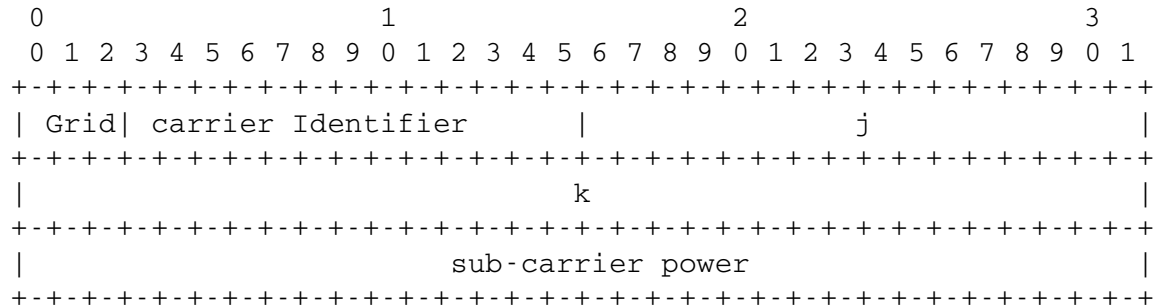 0                   1                   2                   3
 0 1 2 3 4 5 6 7 8 9 0 1 2 3 4 5 6 7 8 9 0 1 2 3 4 5 6 7 8 9 0 1
+-+-+-+-+-+-+-+-+-+-+-+-+-+-+-+-+-+-+-+-+-+-+-+-+-+-+-+-+-+-+-+-+
| Grid| carrier Identifier      |               j               |
+-+-+-+-+-+-+-+-+-+-+-+-+-+-+-+-+-+-+-+-+-+-+-+-+-+-+-+-+-+-+-+-+
|                               k                               |
+-+-+-+-+-+-+-+-+-+-+-+-+-+-+-+-+-+-+-+-+-+-+-+-+-+-+-+-+-+-+-+-+
|                        sub-carrier power                      |
+-+-+-+-+-+-+-+-+-+-+-+-+-+-+-+-+-+-+-+-+-+-+-+-+-+-+-+-+-+-+-+-+